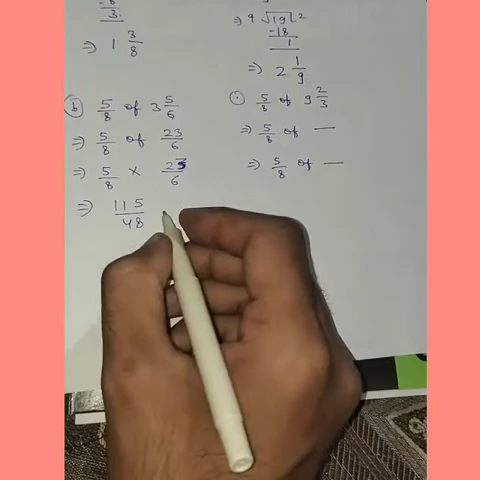 -8
3
⇒ 1 3/8
⇒ 9 √19 2
-18
1
⇒ 2 1/9
(b) 5/8 of 3 5/6
⇒ 5/8 of 23/6
⇒ 5/8 × 23/6
⇒ 115/48
5/8 of 9 2/3
⇒ 5/8 of —
⇒ 5/8 of —